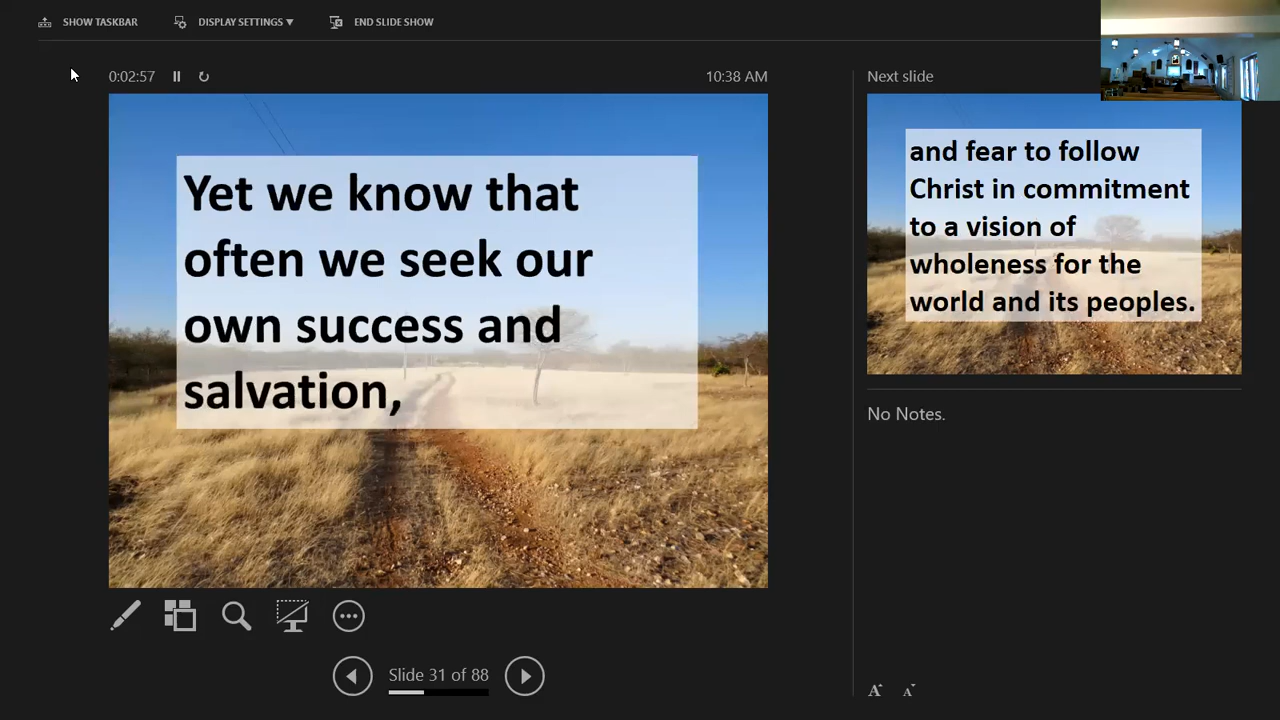 SHOW TASKBAR
DISPLAY SETTINGS ▼
END SLIDE SHOW
0:02:57
10:38 AM
Yet we know that
often we seek our
own success and
salvation,
Next slide
and fear to follow
Christ in commitment
to a vision of
wholeness for the
world and its peoples.
No Notes.
Slide 31 of 88
A A